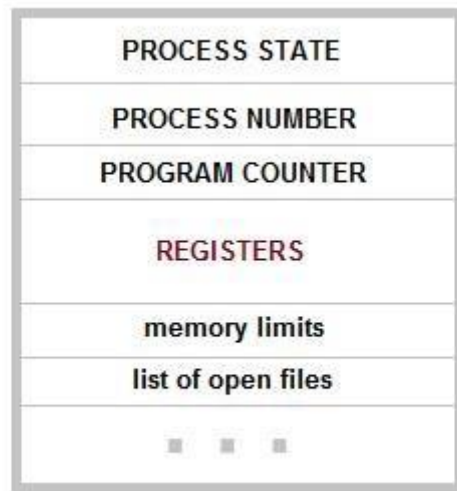 PROCESS STATE
PROCESS NUMBER
PROGRAM COUNTER
REGISTERS
memory limits
list of open files